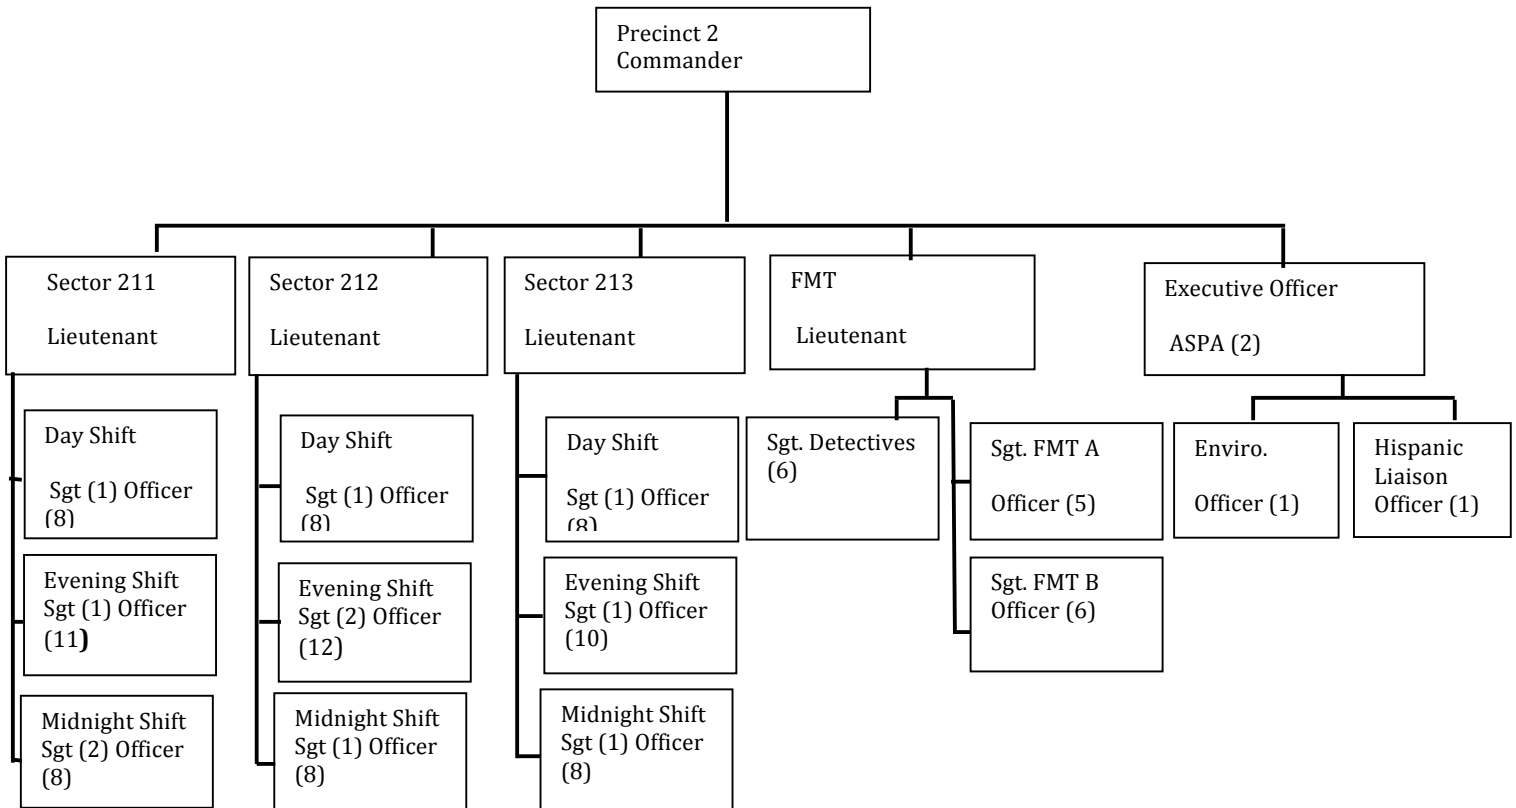 Precinct 2
Commander
Sector 211
Lieutenant
Sector 212
Lieutenant
Sector 213
Lieutenant
FMT
Lieutenant
Executive Officer
ASPA (2)
Day Shift
Sgt (1) Officer
(8)
Evening Shift
Sgt (1) Officer
(11)
Midnight Shift
Sgt (2) Officer
(8)
Day Shift
Sgt (1) Officer
(8)
Evening Shift
Sgt (2) Officer
(12)
Midnight Shift
Sgt (1) Officer
(8)
Day Shift
Sgt (1) Officer
(8)
Evening Shift
Sgt (1) Officer
(10)
Midnight Shift
Sgt (1) Officer
(8)
Sgt. Detectives
(6)
Sgt. FMT A
Officer (5)
Sgt. FMT B
Officer (6)
Enviro.
Officer (1)
Hispanic
Liaison
Officer (1)